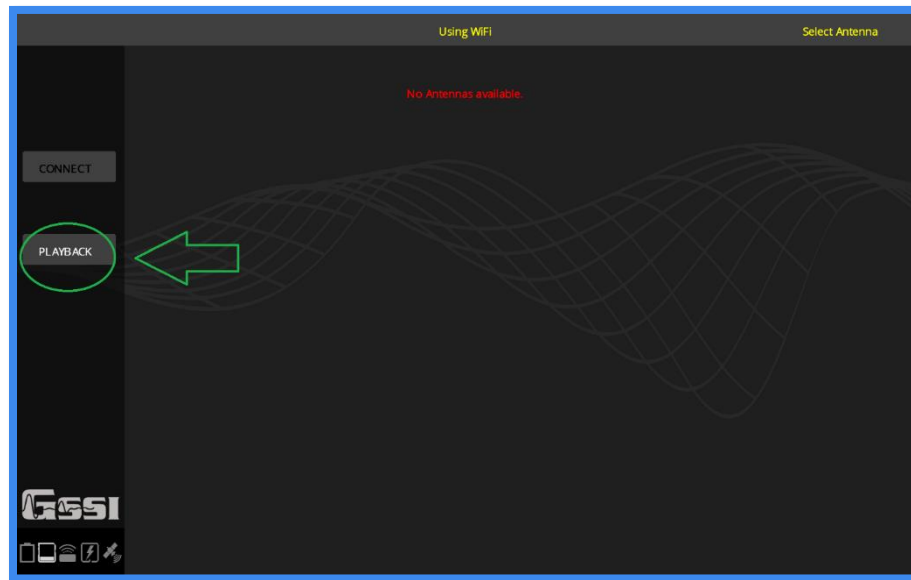 Using WiFi
Select Antenna
No Antennas available.
CONNECT
PLAYBACK
GSSI